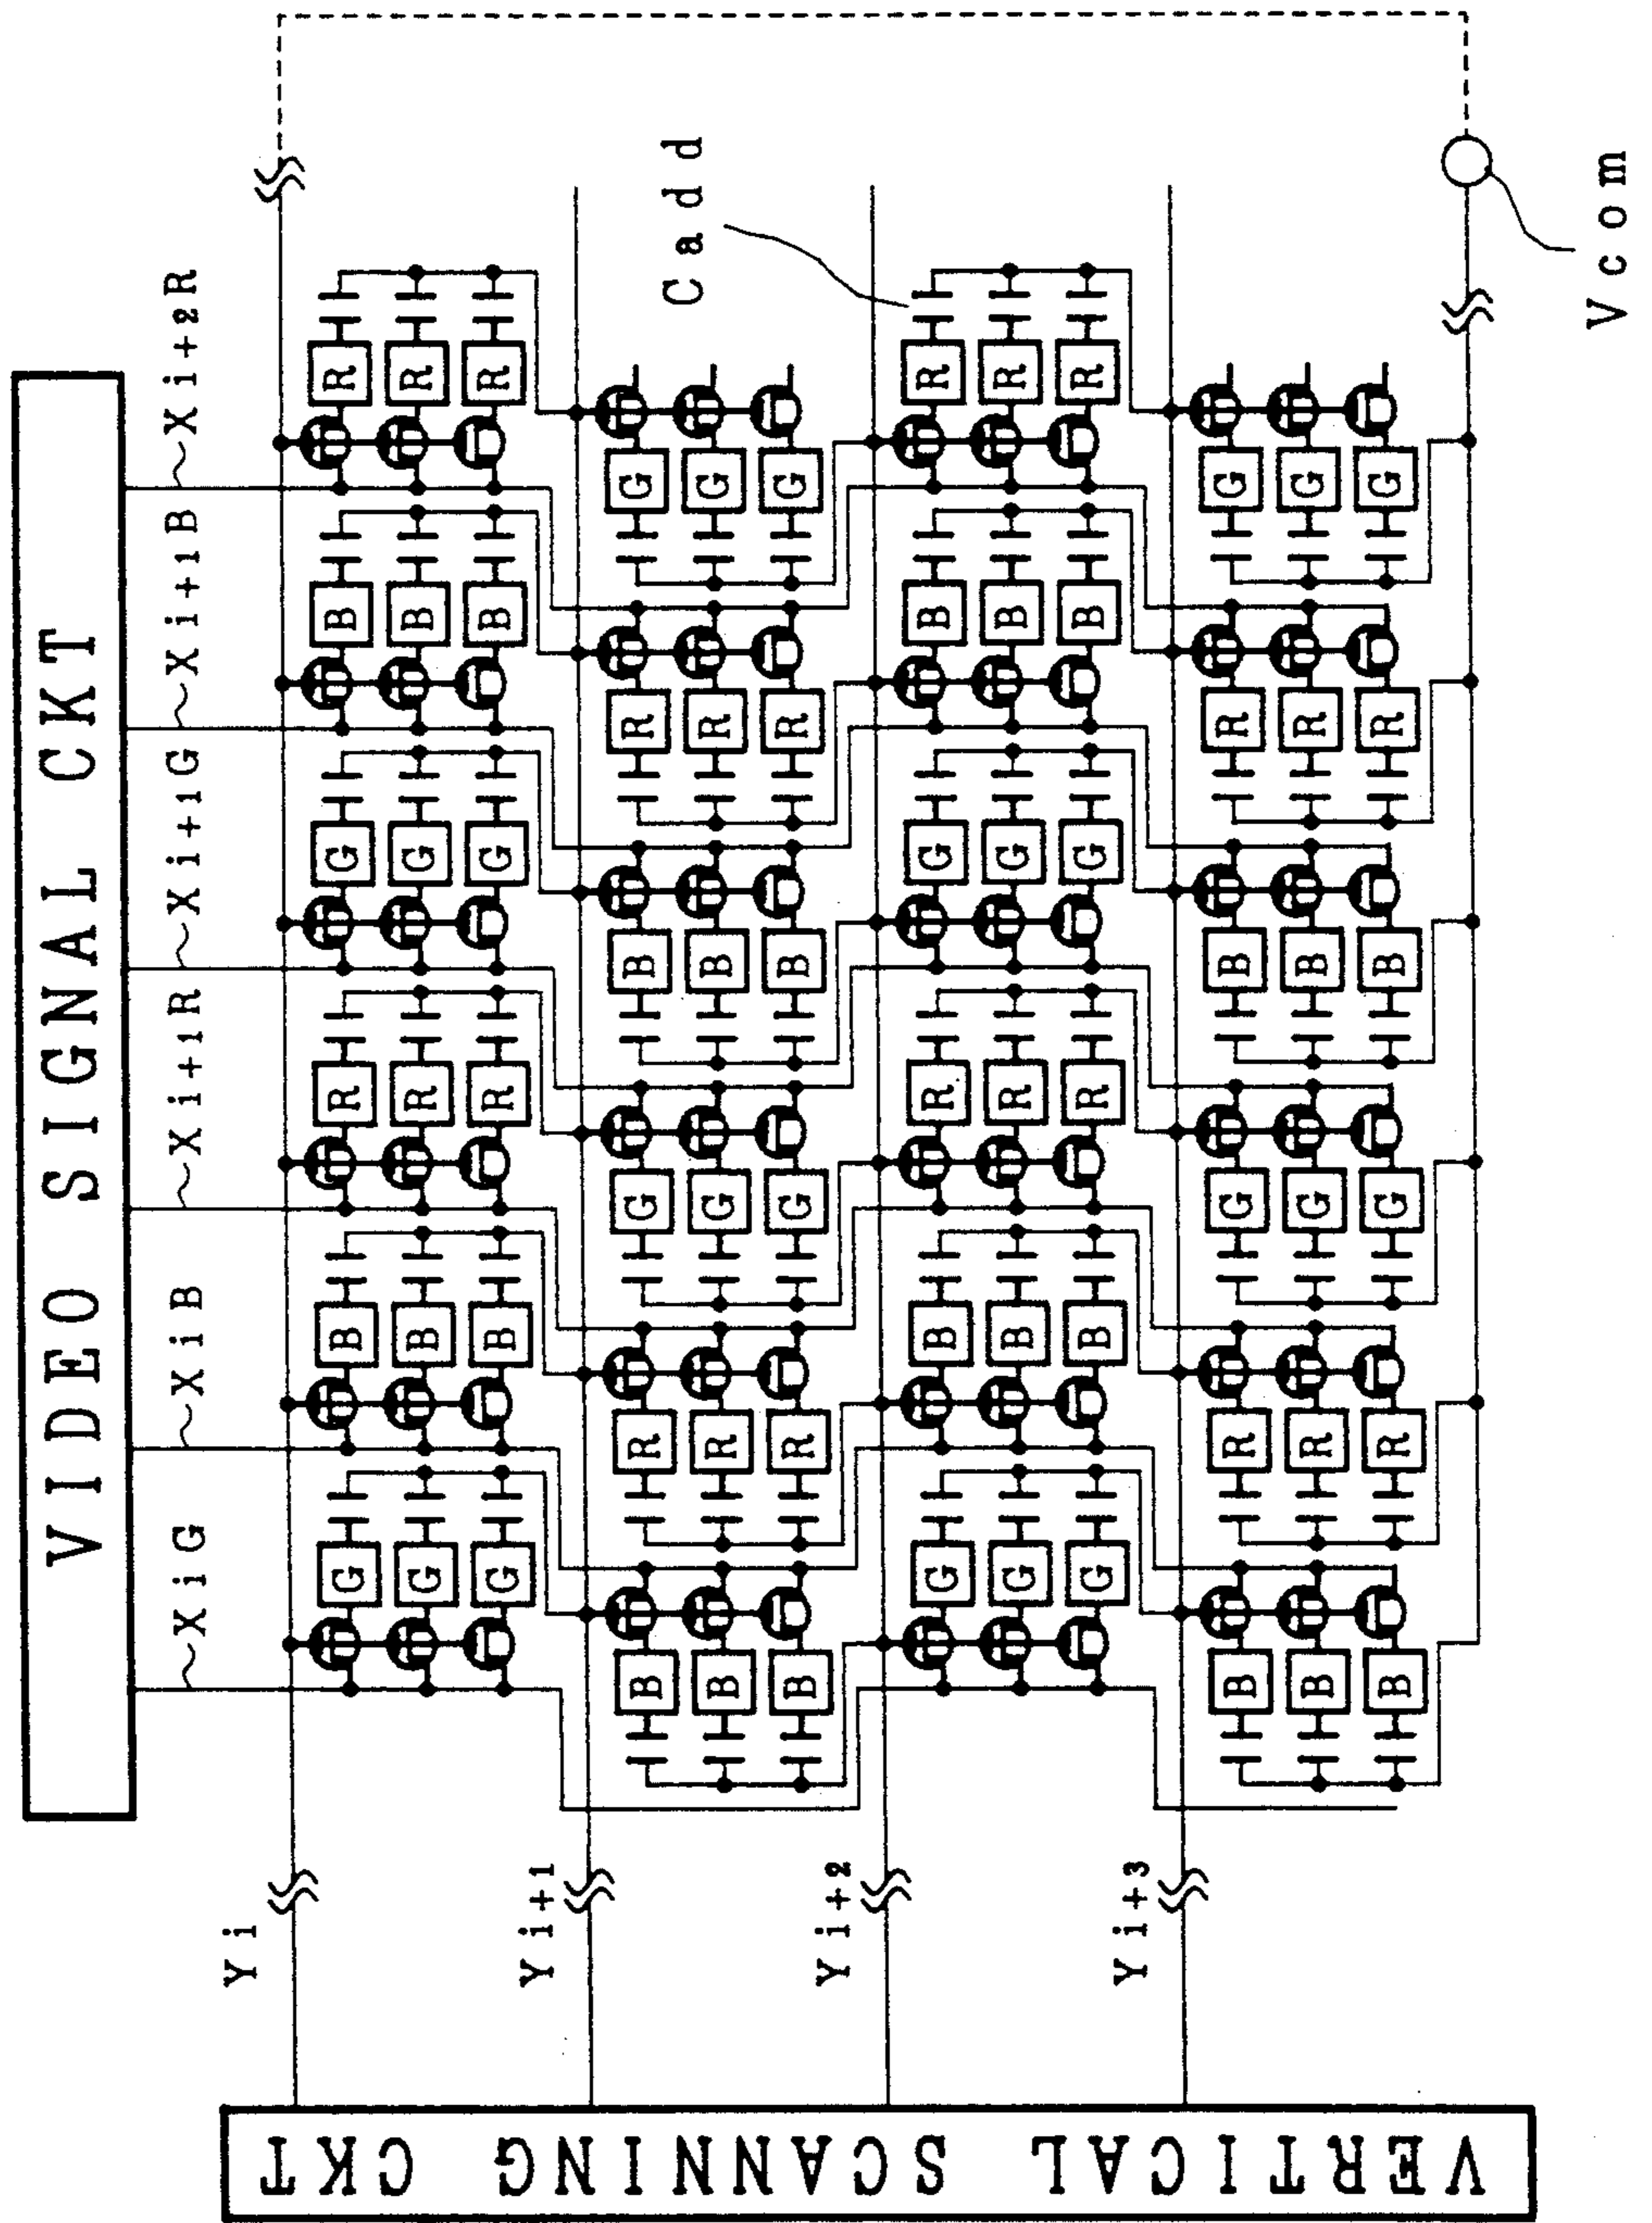 VIDEO SIGNAL CKT
XiG XiB Xi+1R Xi+1G Xi+1B Xi+2R
Yi
G B R G B R
G B R G B R
G B R G B R
Yi+1
B R G B R G
Cadd
B R G B R G
B R G B R G
Yi+2
G B R G B R
G B R G B R
G B R G B R
Yi+3
B R G B R G
B R G B R G
B R G B R G
Vcom
VERTICAL SCANNING CKT